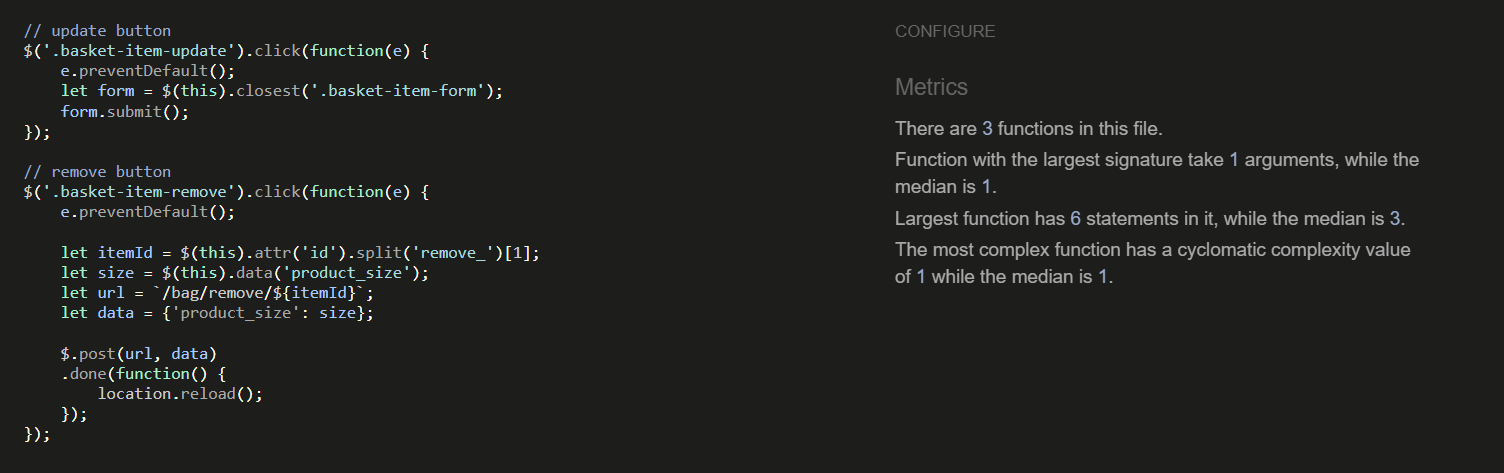 // update button
$('.basket-item-update').click(function(e) {
    e.preventDefault();
    let form = $(this).closest('.basket-item-form');
    form.submit();
});

// remove button
$('.basket-item-remove').click(function(e) {
    e.preventDefault();

    let itemId = $(this).attr('id').split('remove_')[1];
    let size = $(this).data('product_size');
    let url = `/bag/remove/${itemId}`;
    let data = {'product_size': size};

    $.post(url, data)
    .done(function() {
        location.reload();
    });
});
CONFIGURE
Metrics
There are 3 functions in this file.
Function with the largest signature take 1 arguments, while the
median is 1.
Largest function has 6 statements in it, while the median is 3.
The most complex function has a cyclomatic complexity value
of 1 while the median is 1.